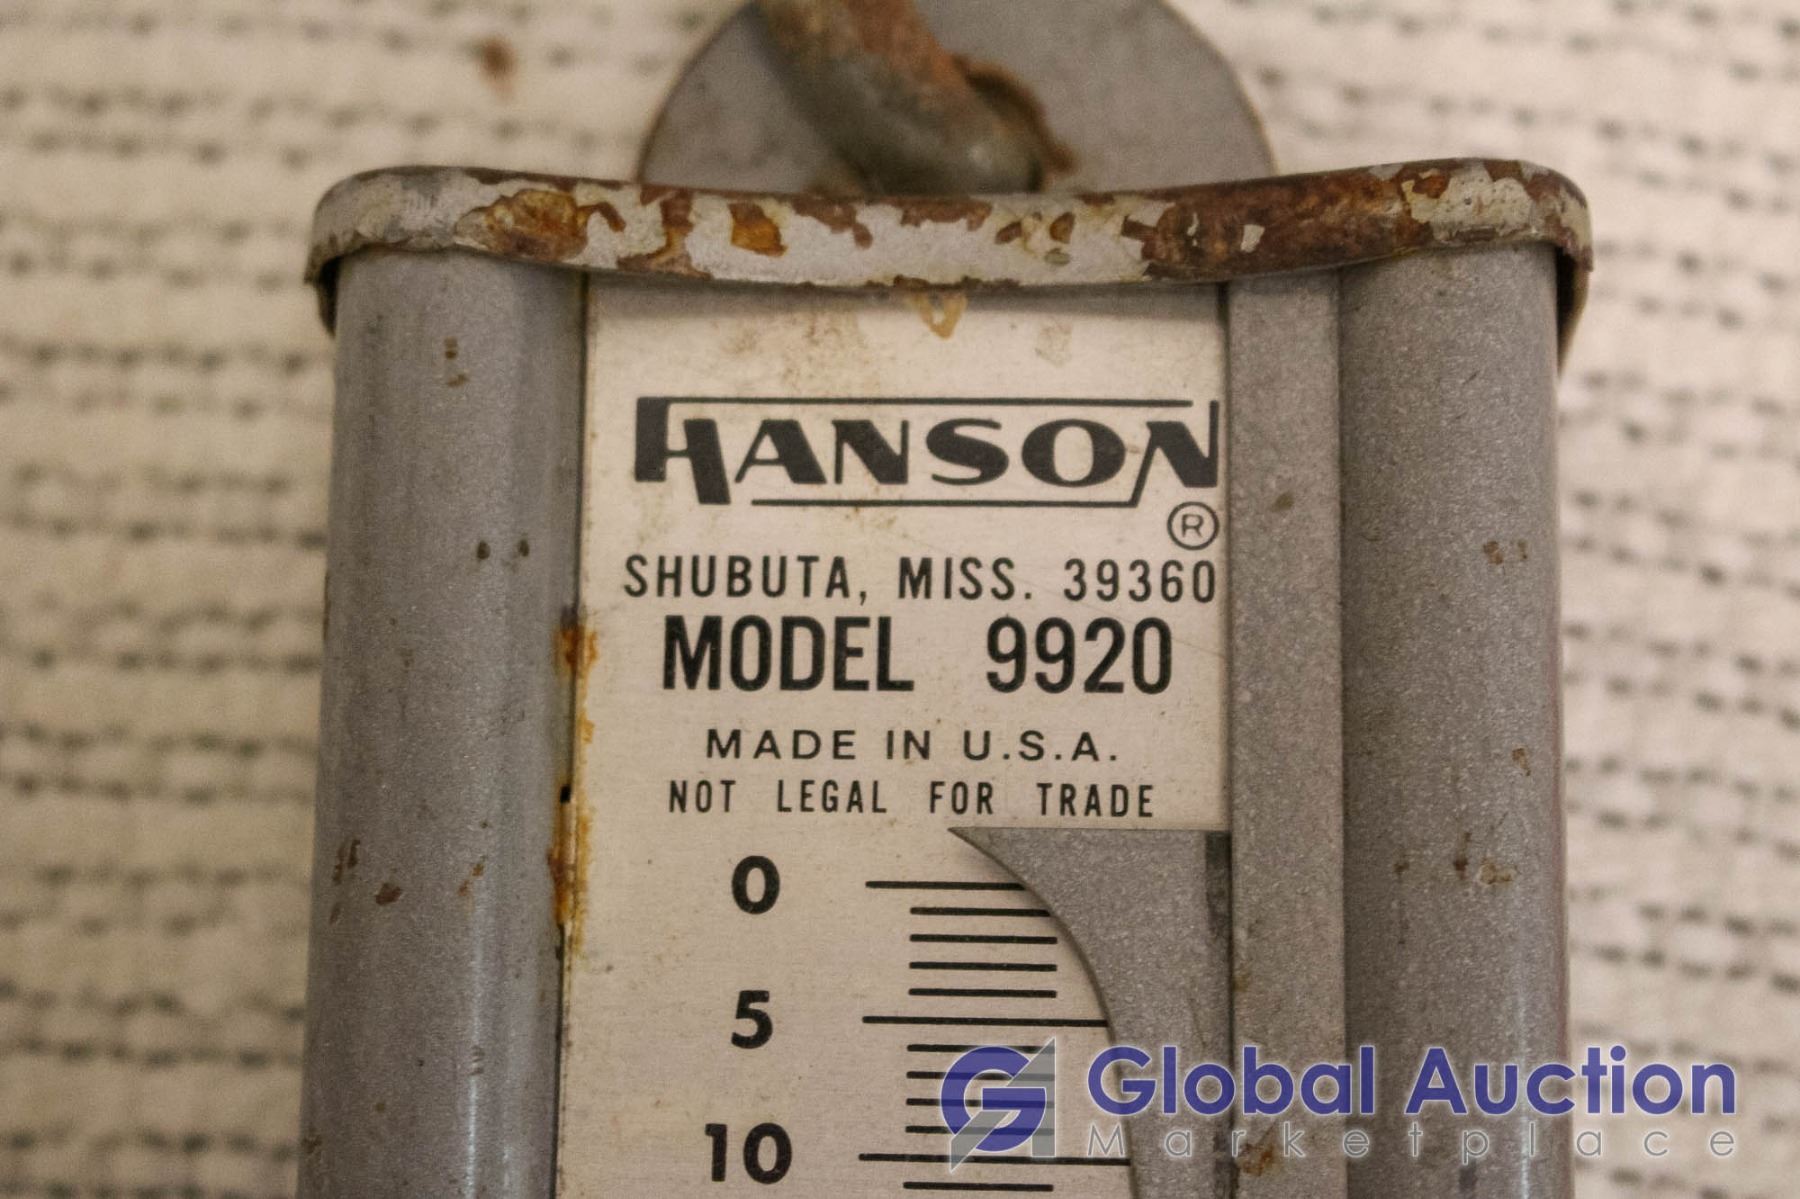 HANSON
®
SHUBUTA, MISS. 39360
MODEL 9920
MADE IN U.S.A.
NOT LEGAL FOR TRADE
0
5
10
Global Auction
Marketplace